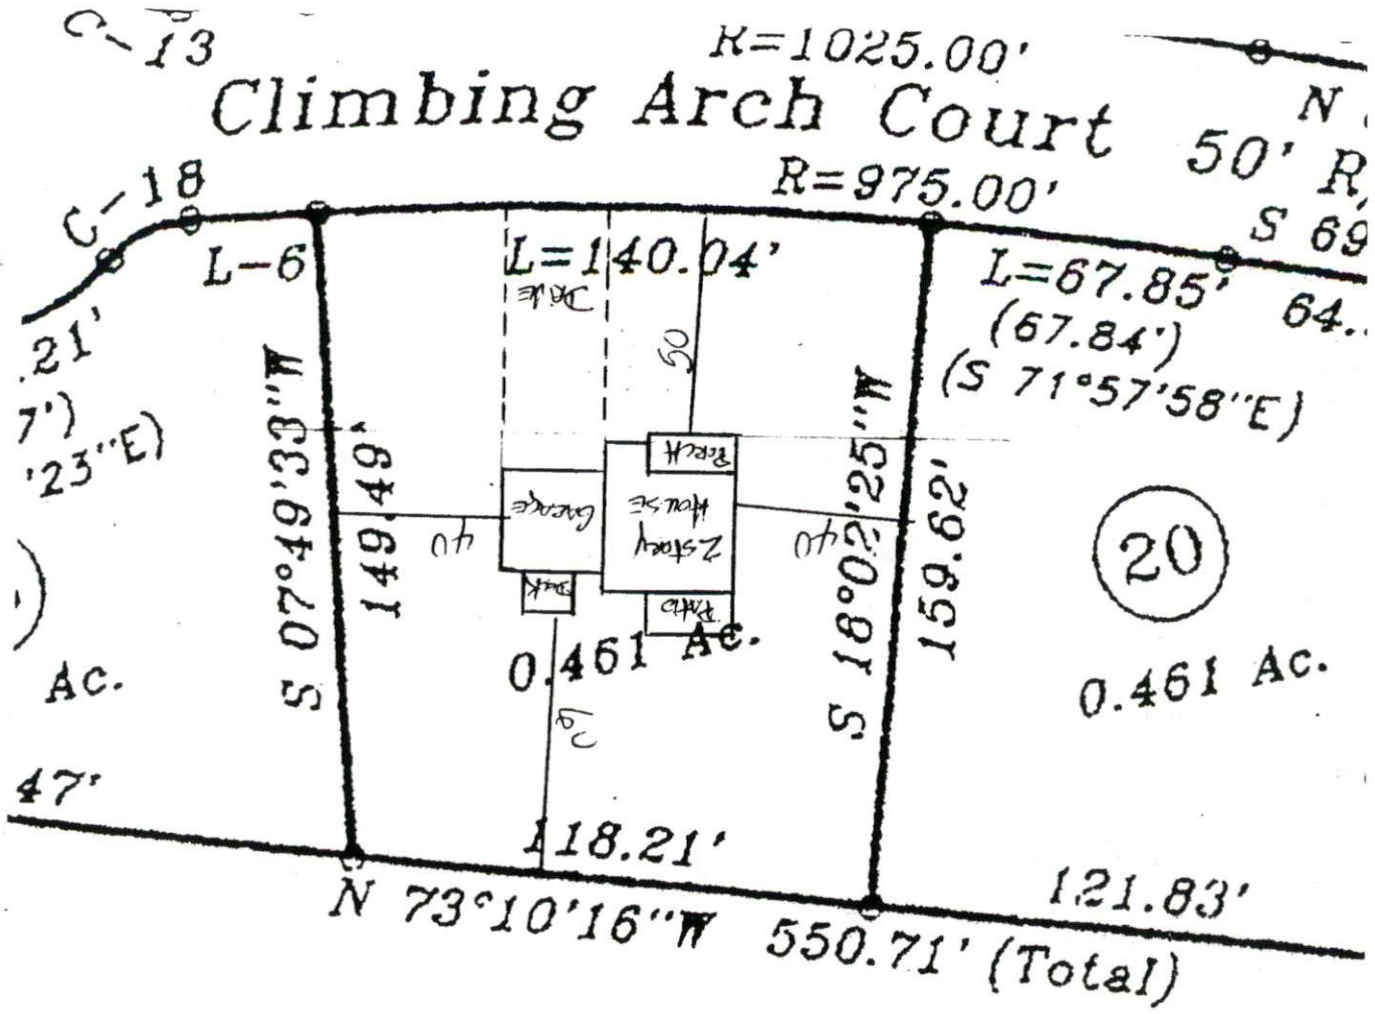 C-13
R=1025.00'
N
Climbing Arch Court 50' R
C-18
R=975.00'
S 69
L-6
L=140.04'
L=67.85' 64.
(67.84')
(S 71°57'58"E)
Drive
50
.21'
7')
'23"E)
S 07°49'33"W
149.49'
S 18°02'25"W
159.62'
Porch
Garage
House
2 story
40
40
Deck
Patio
20
0.461 Ac.
0.461 Ac.
Ac.
47'
118.21'
121.83'
N 73°10'16"W 550.71' (Total)